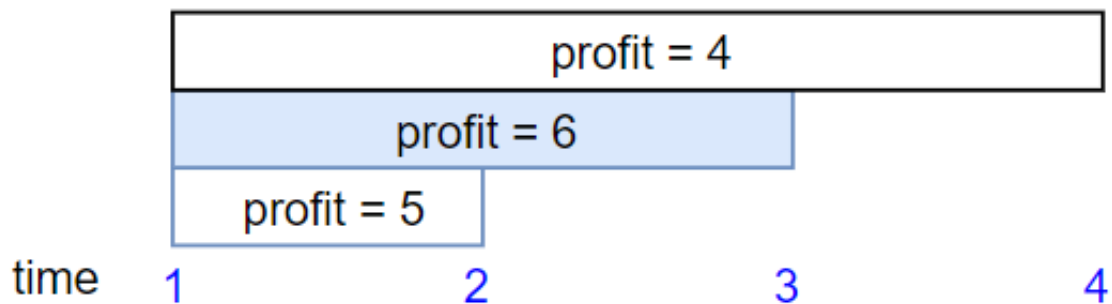 profit = 4
profit = 6
profit = 5
time 1 2 3 4